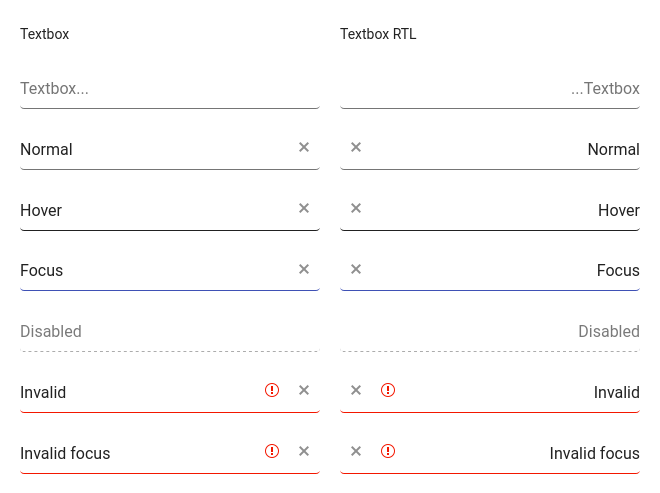 Textbox Textbox RTL
Textbox... ...Textbox
Normal Normal
Hover Hover
Focus Focus
Disabled Disabled
Invalid Invalid
Invalid focus Invalid focus